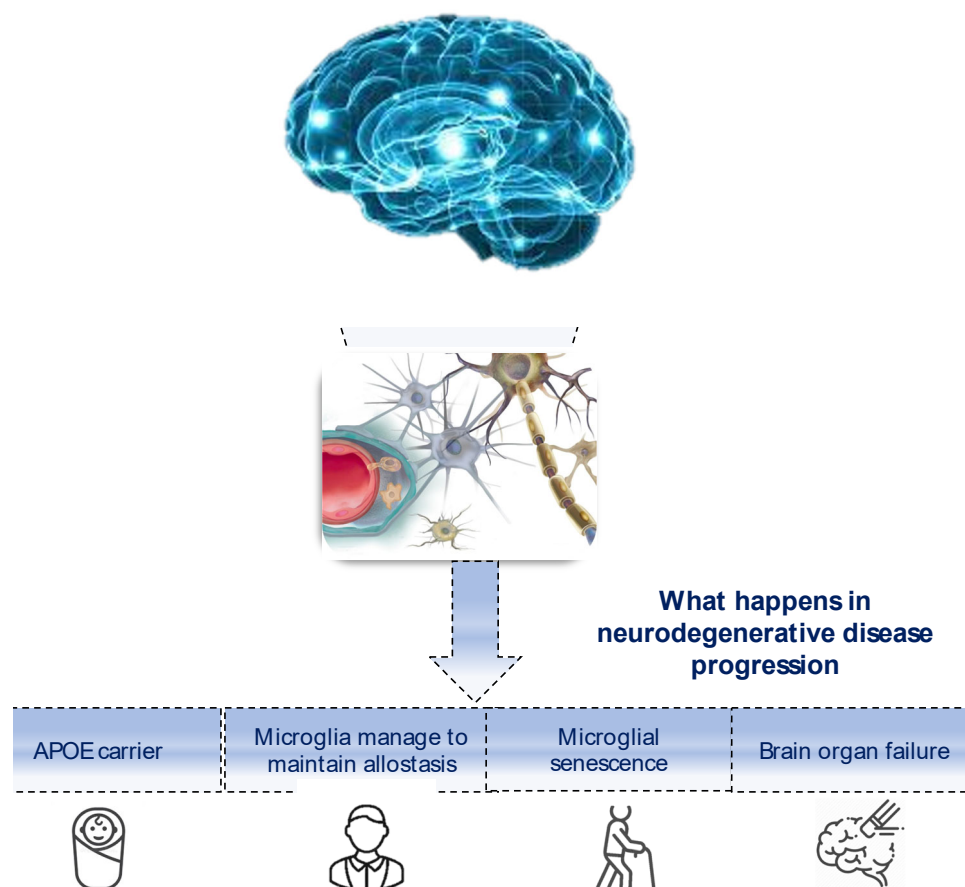 What happens in
neurodegenerative disease
progression
APOE carrier
Microglia manage to
maintain allostasis
Microglial
senescence
Brain organ failure